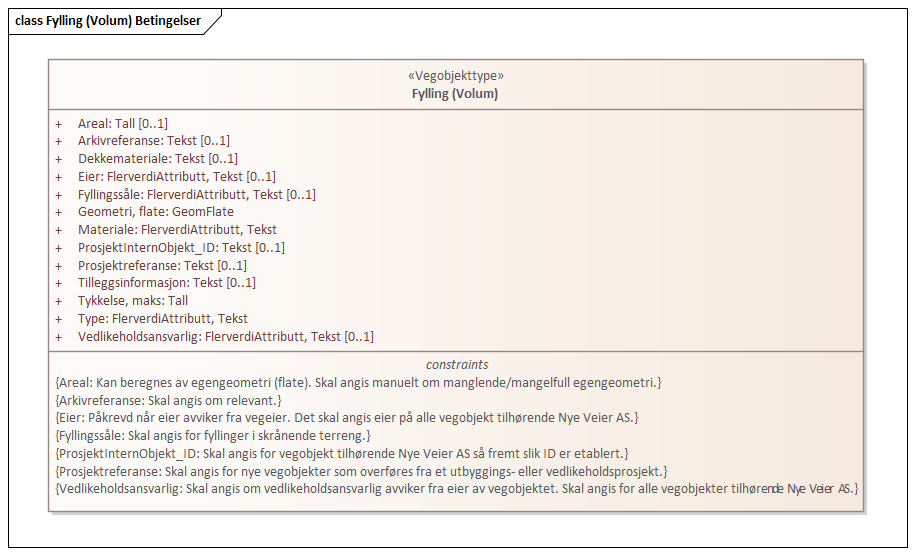 class Fylling (Volum) Betingelser
«Vegobjekttype»
Fylling (Volum)
+ Areal: Tall [0..1]
+ Arkivreferanse: Tekst [0..1]
+ Dekkemateriale: Tekst [0..1]
+ Eier: FlerverdiAttributt, Tekst [0..1]
+ Fyllingssåle: FlerverdiAttributt, Tekst [0..1]
+ Geometri, flate: GeomFlate
+ Materiale: FlerverdiAttributt, Tekst
+ ProsjektInternObjekt_ID: Tekst [0..1]
+ Prosjektreferanse: Tekst [0..1]
+ Tilleggsinformasjon: Tekst [0..1]
+ Tykkelse, maks: Tall
+ Type: FlerverdiAttributt, Tekst
+ Vedlikeholdsansvarlig: FlerverdiAttributt, Tekst [0..1]
constraints
{Areal: Kan beregnes av egengeometri (flate). Skal angis manuelt om manglende/mangelfull egengeometri.}
{Arkivreferanse: Skal angis om relevant.}
{Eier: Påkrevd når eier avviker fra vegeier. Det skal angis eier på alle vegobjekt tilhørende Nye Veier AS.}
{Fyllingssåle: Skal angis for fyllinger i skrånende terreng.}
{ProsjektInternObjekt_ID: Skal angis for vegobjekt tilhørende Nye Veier AS så fremt slik ID er etablert.}
{Prosjektreferanse: Skal angis for nye vegobjekter som overføres fra et utbyggings- eller vedlikeholdsprosjekt.}
{Vedlikeholdsansvarlig: Skal angis om vedlikeholdsansvarlig avviker fra eier av vegobjektet. Skal angis for alle vegobjekter tilhørende Nye Veier AS.}